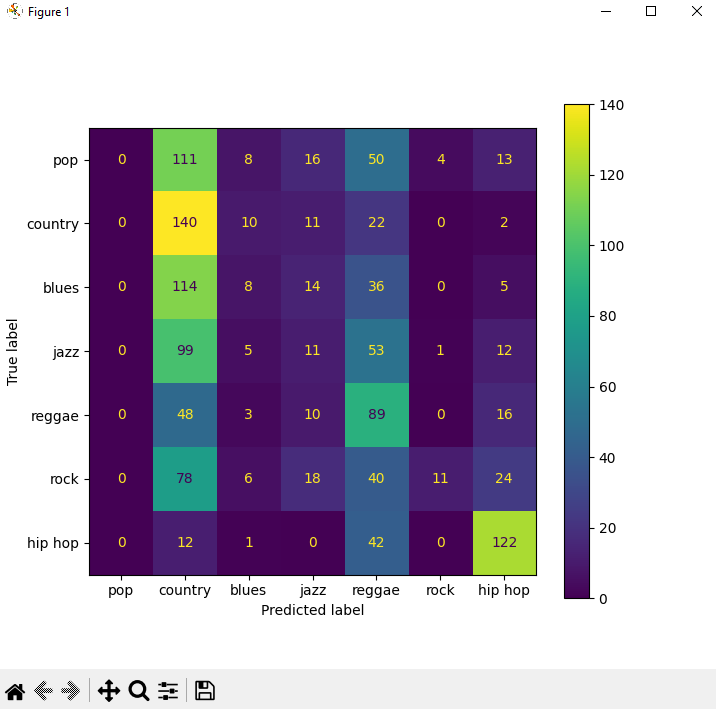 Figure 1
140
pop 0 111 8 16 50 4 13
120
country 0 140 10 11 22 0 2
100
blues 0 114 8 14 36 0 5
80
True label
jazz 0 99 5 11 53 1 12
60
reggae 0 48 3 10 89 0 16
40
rock 0 78 6 18 40 11 24
20
hip hop 0 12 1 0 42 0 122
0
pop country blues jazz reggae rock hip hop
Predicted label